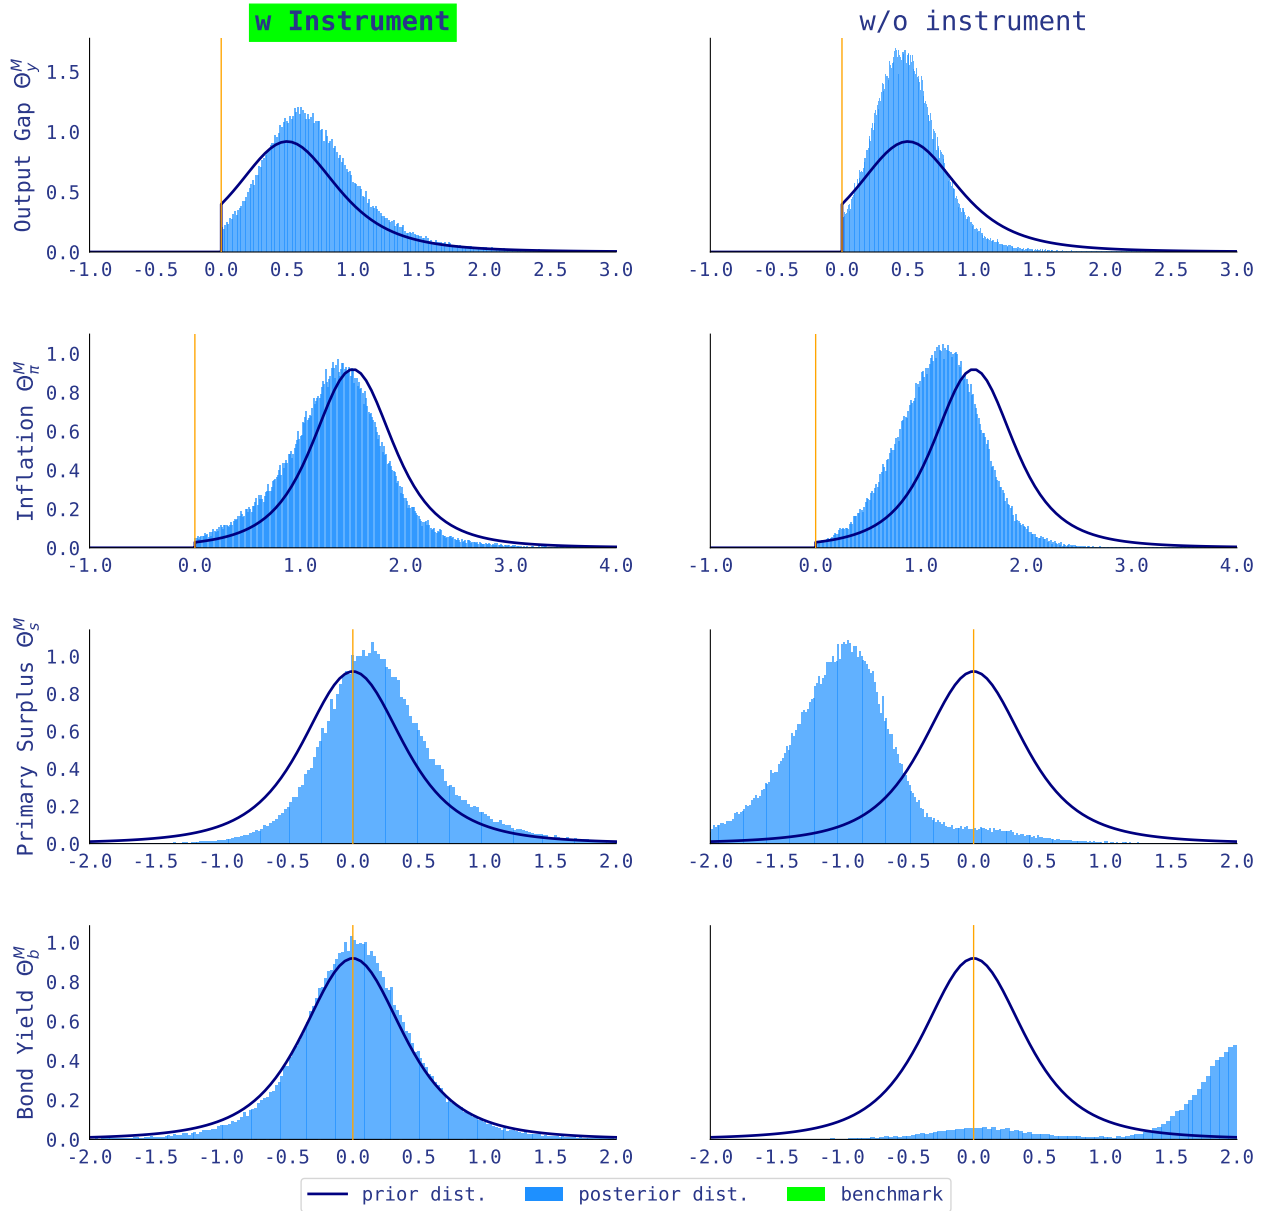 w Instrument
w/o instrument
Output Gap Θ_y^M
1.5
1.0
0.5
0.0
-1.0 -0.5 0.0 0.5 1.0 1.5 2.0 2.5 3.0
-1.0 -0.5 0.0 0.5 1.0 1.5 2.0 2.5 3.0
Inflation Θ_π^M
1.0
0.8
0.6
0.4
0.2
0.0
-1.0 0.0 1.0 2.0 3.0 4.0
-1.0 0.0 1.0 2.0 3.0 4.0
Primary Surplus Θ_s^M
1.0
0.8
0.6
0.4
0.2
0.0
-2.0 -1.5 -1.0 -0.5 0.0 0.5 1.0 1.5 2.0
-2.0 -1.5 -1.0 -0.5 0.0 0.5 1.0 1.5 2.0
Bond Yield Θ_b^M
1.0
0.8
0.6
0.4
0.2
0.0
-2.0 -1.5 -1.0 -0.5 0.0 0.5 1.0 1.5 2.0
-2.0 -1.5 -1.0 -0.5 0.0 0.5 1.0 1.5 2.0
prior dist. posterior dist. benchmark